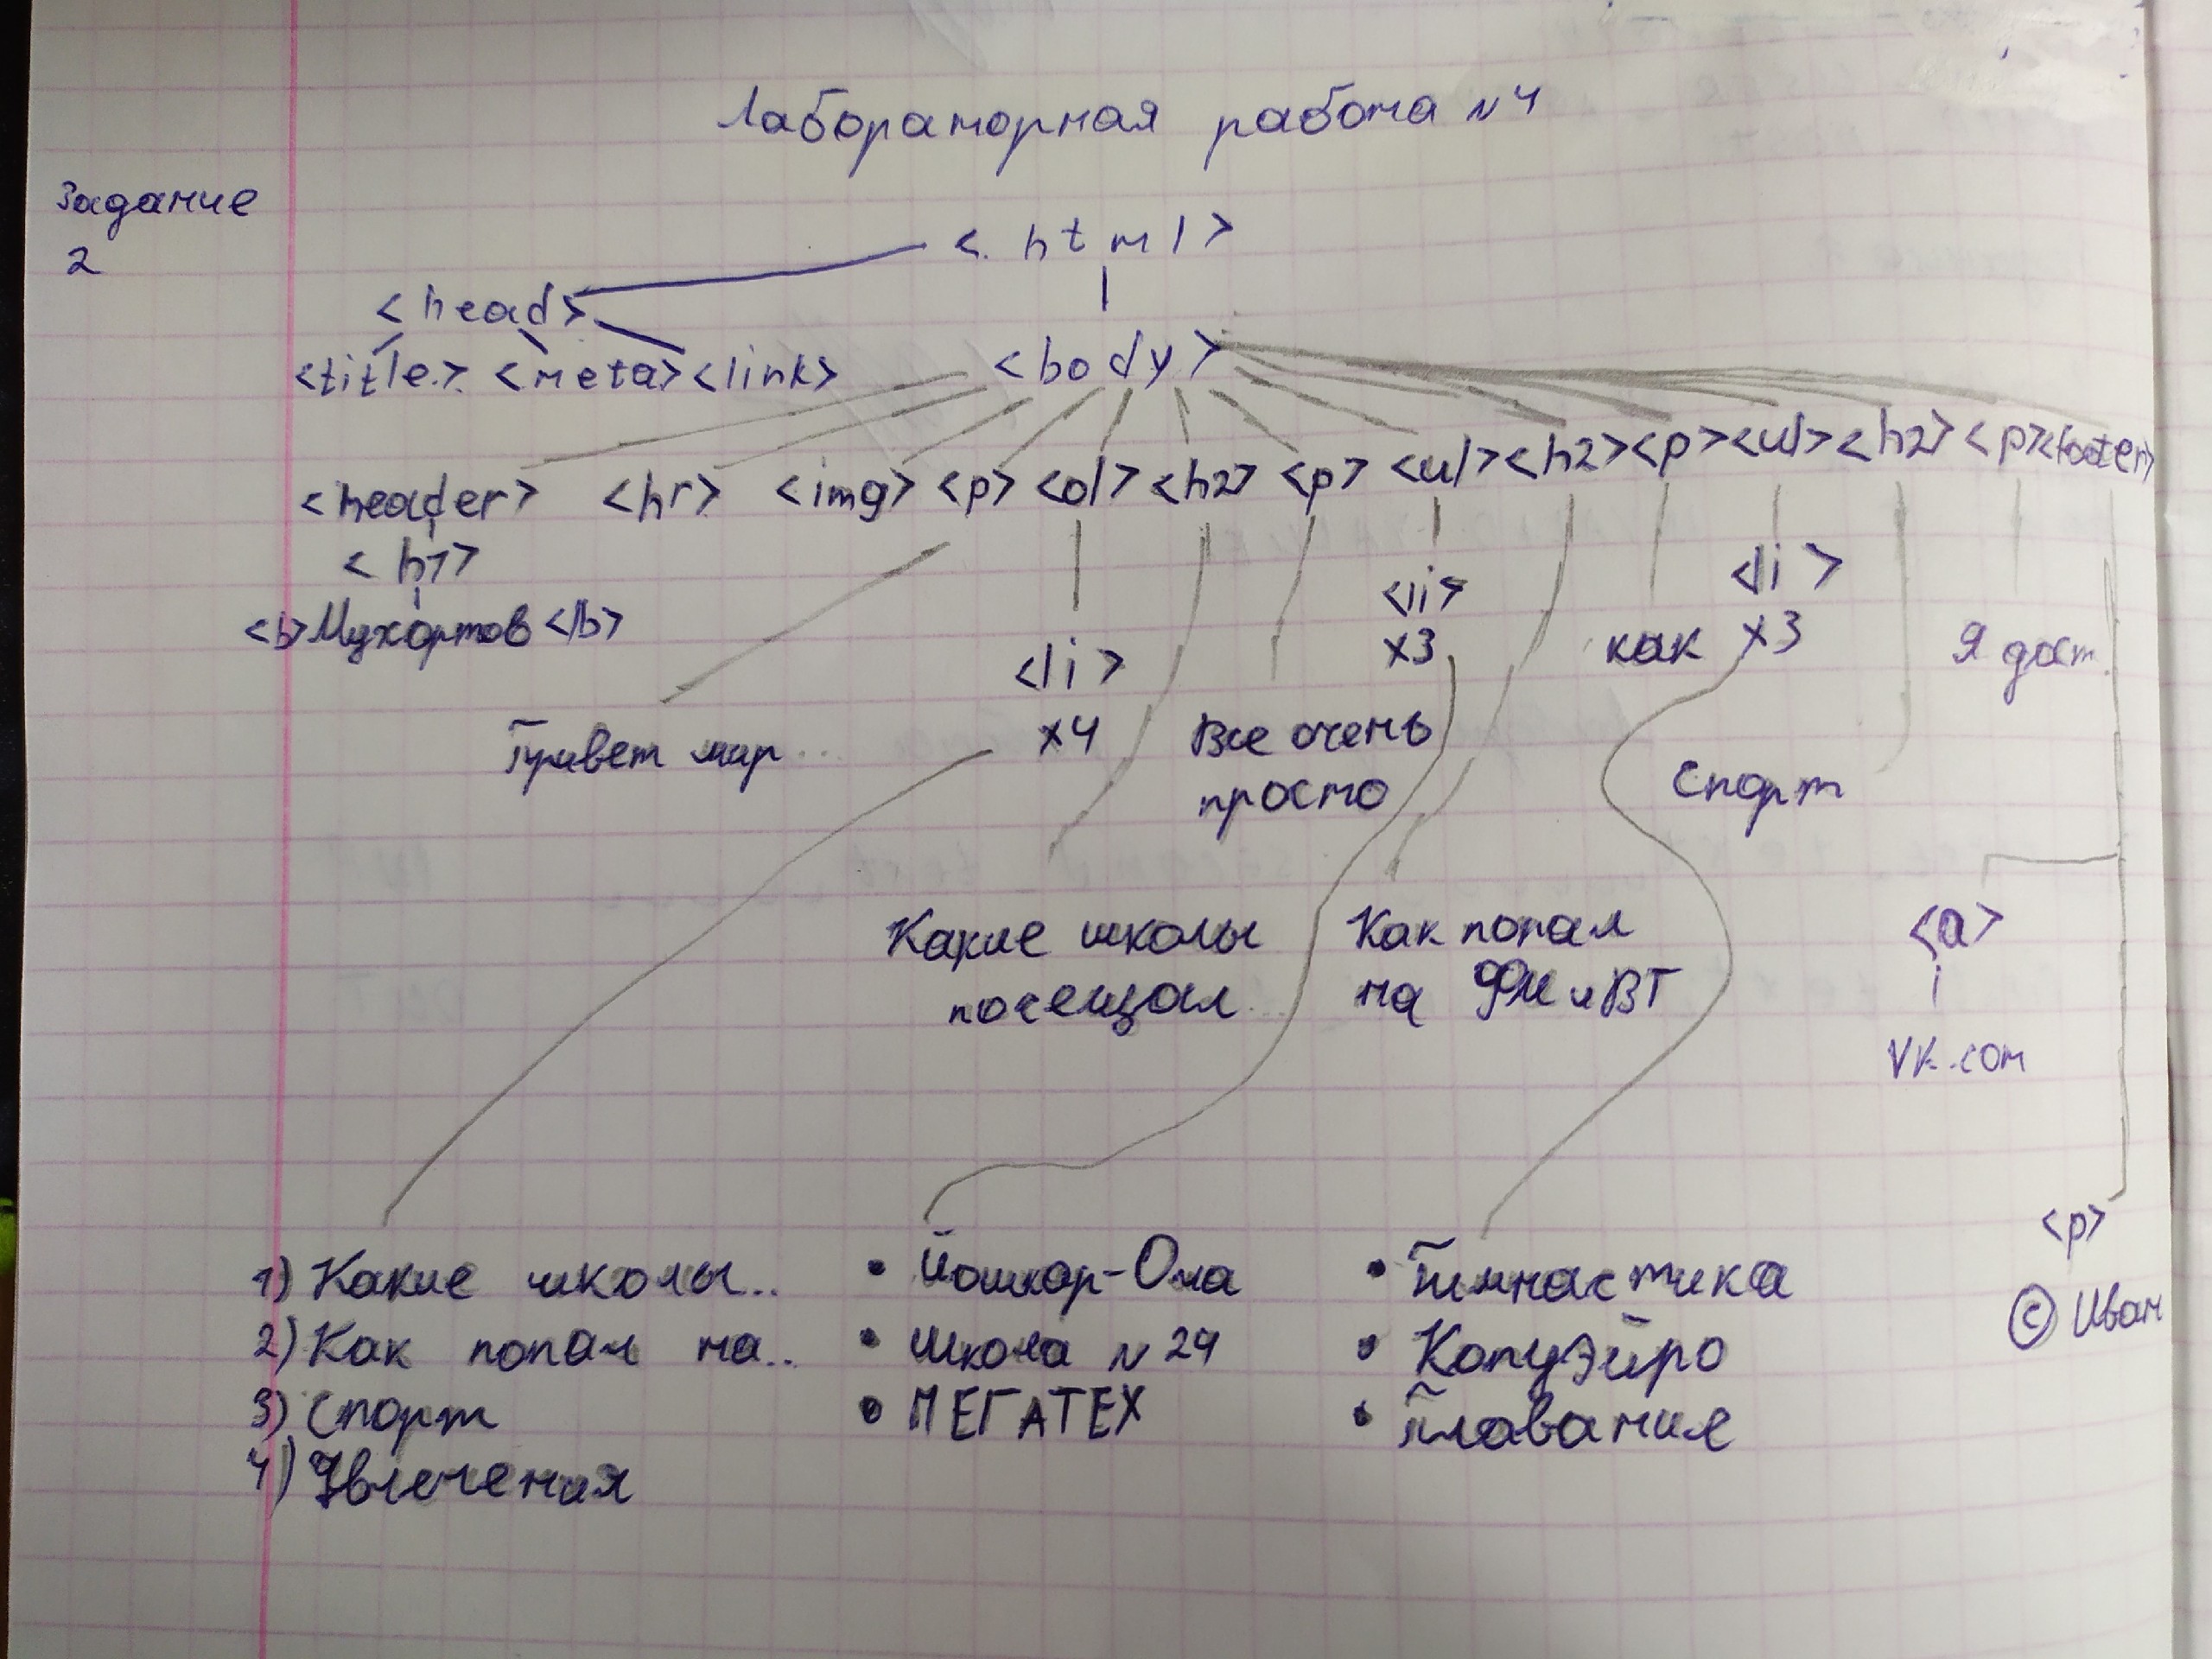 Лабораторная работа N4
Задание
2
<html>
<head>
<title> <meta> <link>
<body>
<header> <hr> <img> <p> <ol> <h2> <p> <ul> <h2> <p> <ul> <h2> <p> <footer>
<h1>
<b>Мухортов</b>
<li>
x4
<li>
x3
<li>
x3
как
Я дост.
Привет мир...
Все очень
просто
Спорт
Какие школы
посещал...
Как попал
на ФИиВТ
<a>
VK.com
<p>
© Иван
1) Какие школы..
2) Как попал на..
3) Спорт
4) Увлечения
• Йошкар-Ола
• Школа N 29
• МЕГАТЕХ
• Гимнастика
• Капуэйро
• Плавание